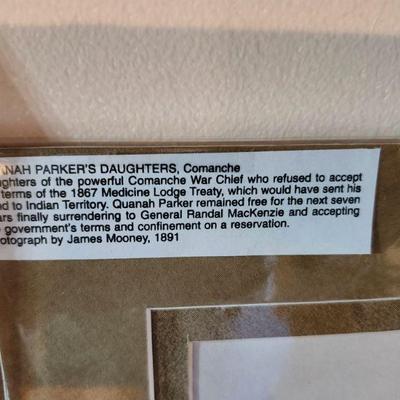 ANAH PARKER'S DAUGHTERS, Comanche
ghters of the powerful Comanche War Chief who refused to accept
terms of the 1867 Medicine Lodge Treaty, which would have sent his
d to Indian Territory. Quanah Parker remained free for the next seven
ars finally surrendering to General Randal MacKenzie and accepting
government's terms and confinement on a reservation.
otograph by James Mooney, 1891